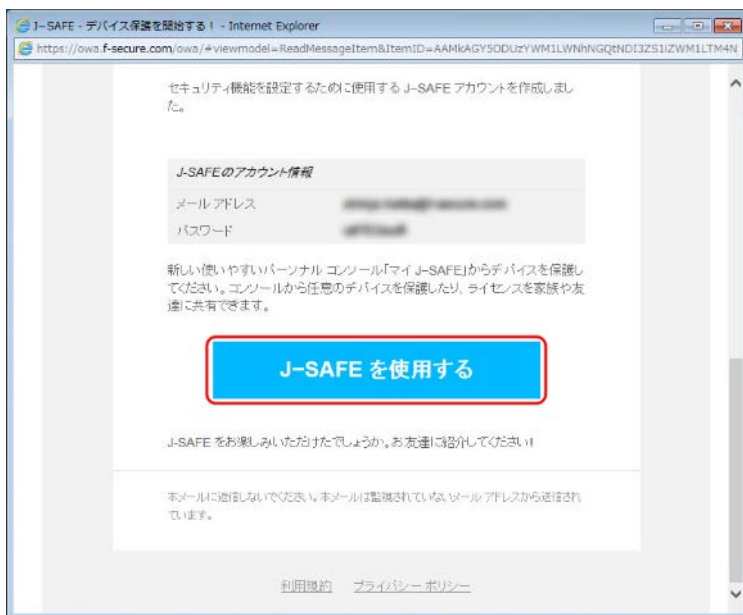 J-SAFE - デバイス保護を開始する! - Internet Explorer
https://owa.f-secure.com/owa/#viewmodel=ReadMessageItem&ItemID=AAMkAGY5ODUzYWM1LWNhNGQtNDI3ZS1iZWM1LTM4N
セキュリティ機能を設定するために使用する J-SAFE アカウントを作成しまし
た。
J-SAFEのアカウント情報
メール アドレス
パスワード
新しい使いやすいパーソナル コンソール「マイ J-SAFE」からデバイスを保護し
てください。コンソールから任意のデバイスを保護したり、ライセンスを家族や友
達に共有できます。
J-SAFE を使用する
J-SAFE をお楽しみいただけたでしょうか。お友達に紹介してください!
本メールに返信しないでください。本メールは監視されていないメール アドレスから送信され
ています。
利用規約 プライバシー ポリシー